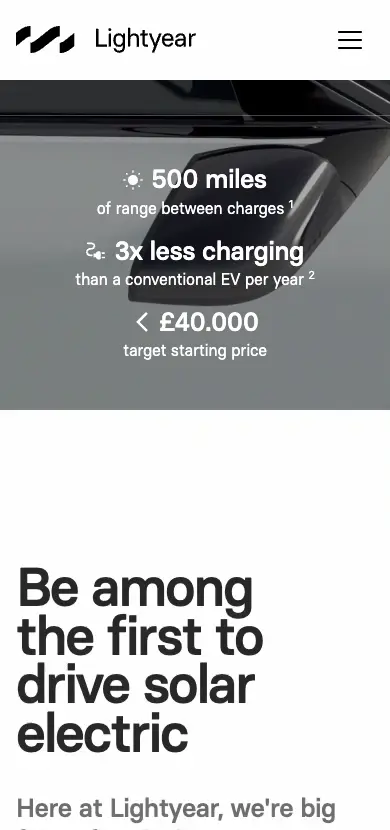 Lightyear
500 miles
of range between charges ¹
3x less charging
than a conventional EV per year ²
< £40.000
target starting price
Be among
the first to
drive solar
electric
Here at Lightyear, we're big